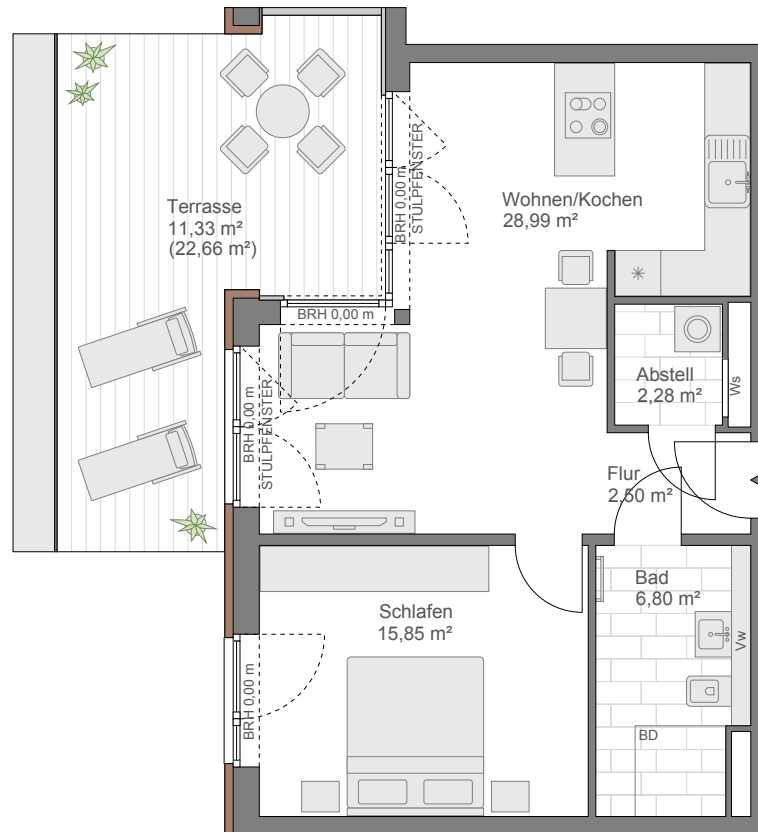 BRH 0,00 m
STULPFENSTER
Wohnen/Kochen
28,99 m²
Terrasse
11,33 m²
(22,66 m²)
BRH 0,00 m
BRH 0,00 m
STULPFENSTER
Abstell
2,28 m²
Ws
Flur
2,50 m²
Bad
6,80 m²
Vw
Schlafen
15,85 m²
BRH 0,00 m
BD